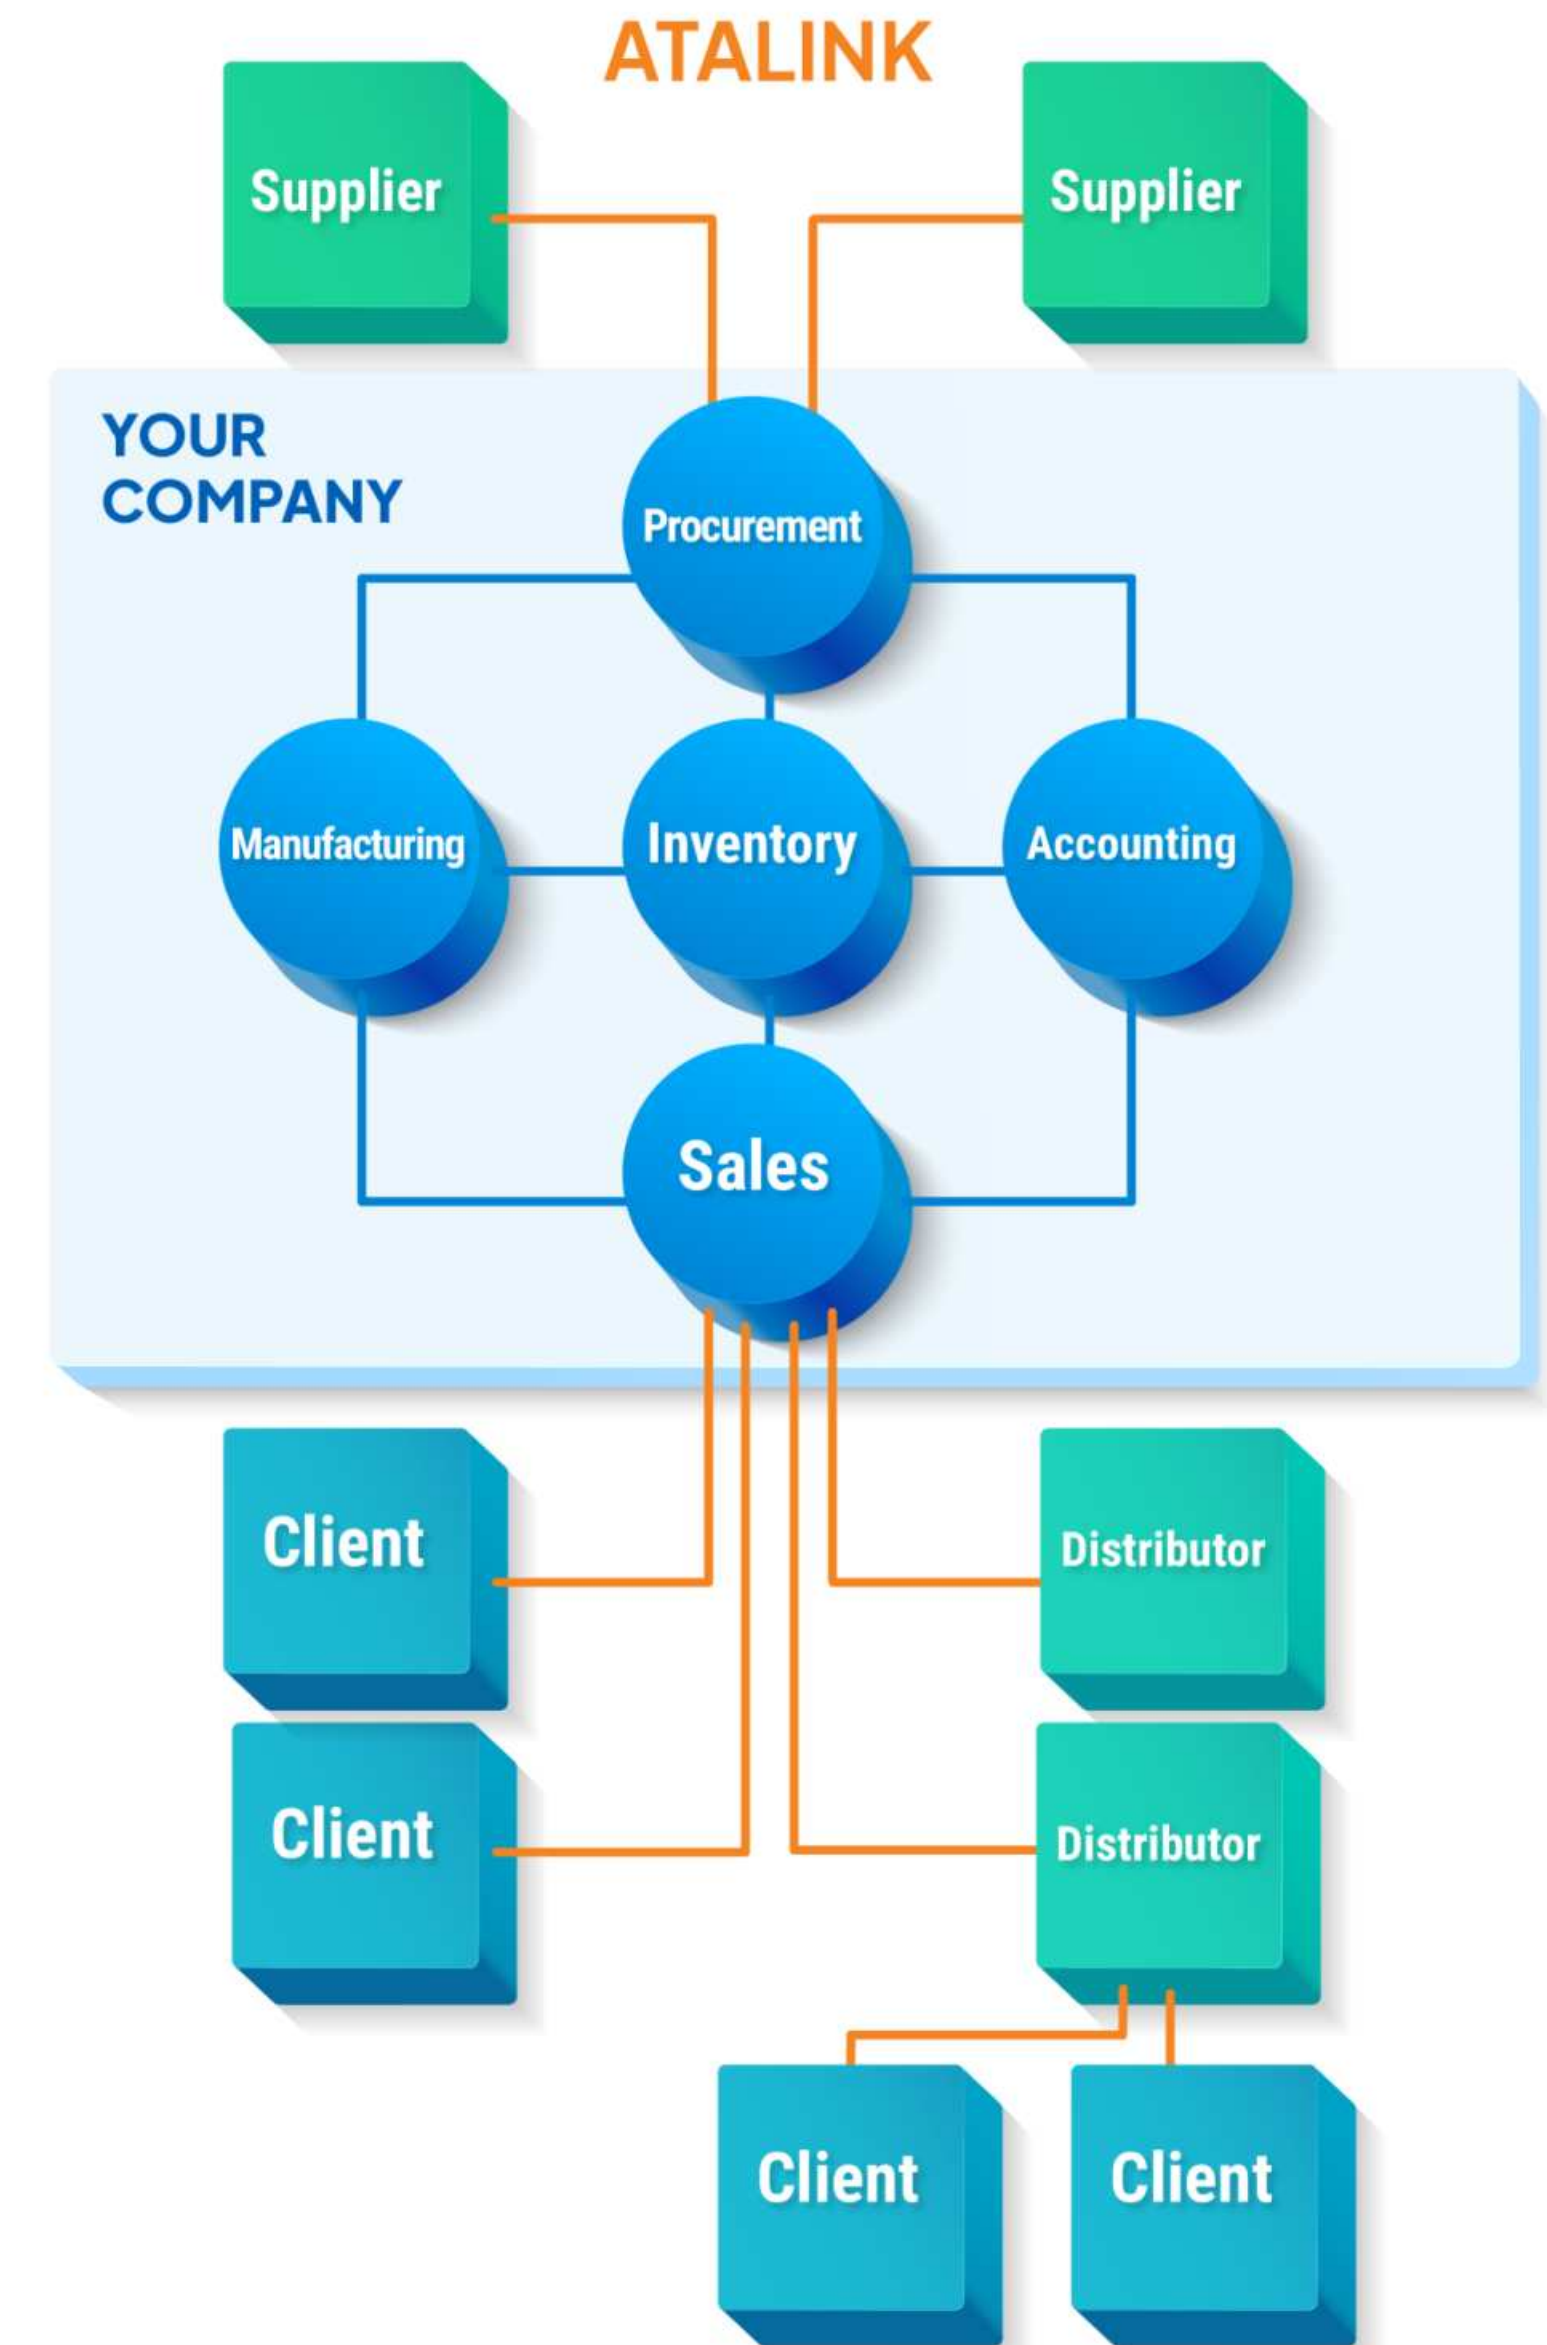 ATALINK
Supplier
Supplier
YOUR
COMPANY
Procurement
Manufacturing
Inventory
Accounting
Sales
Client
Distributor
Client
Distributor
Client
Client